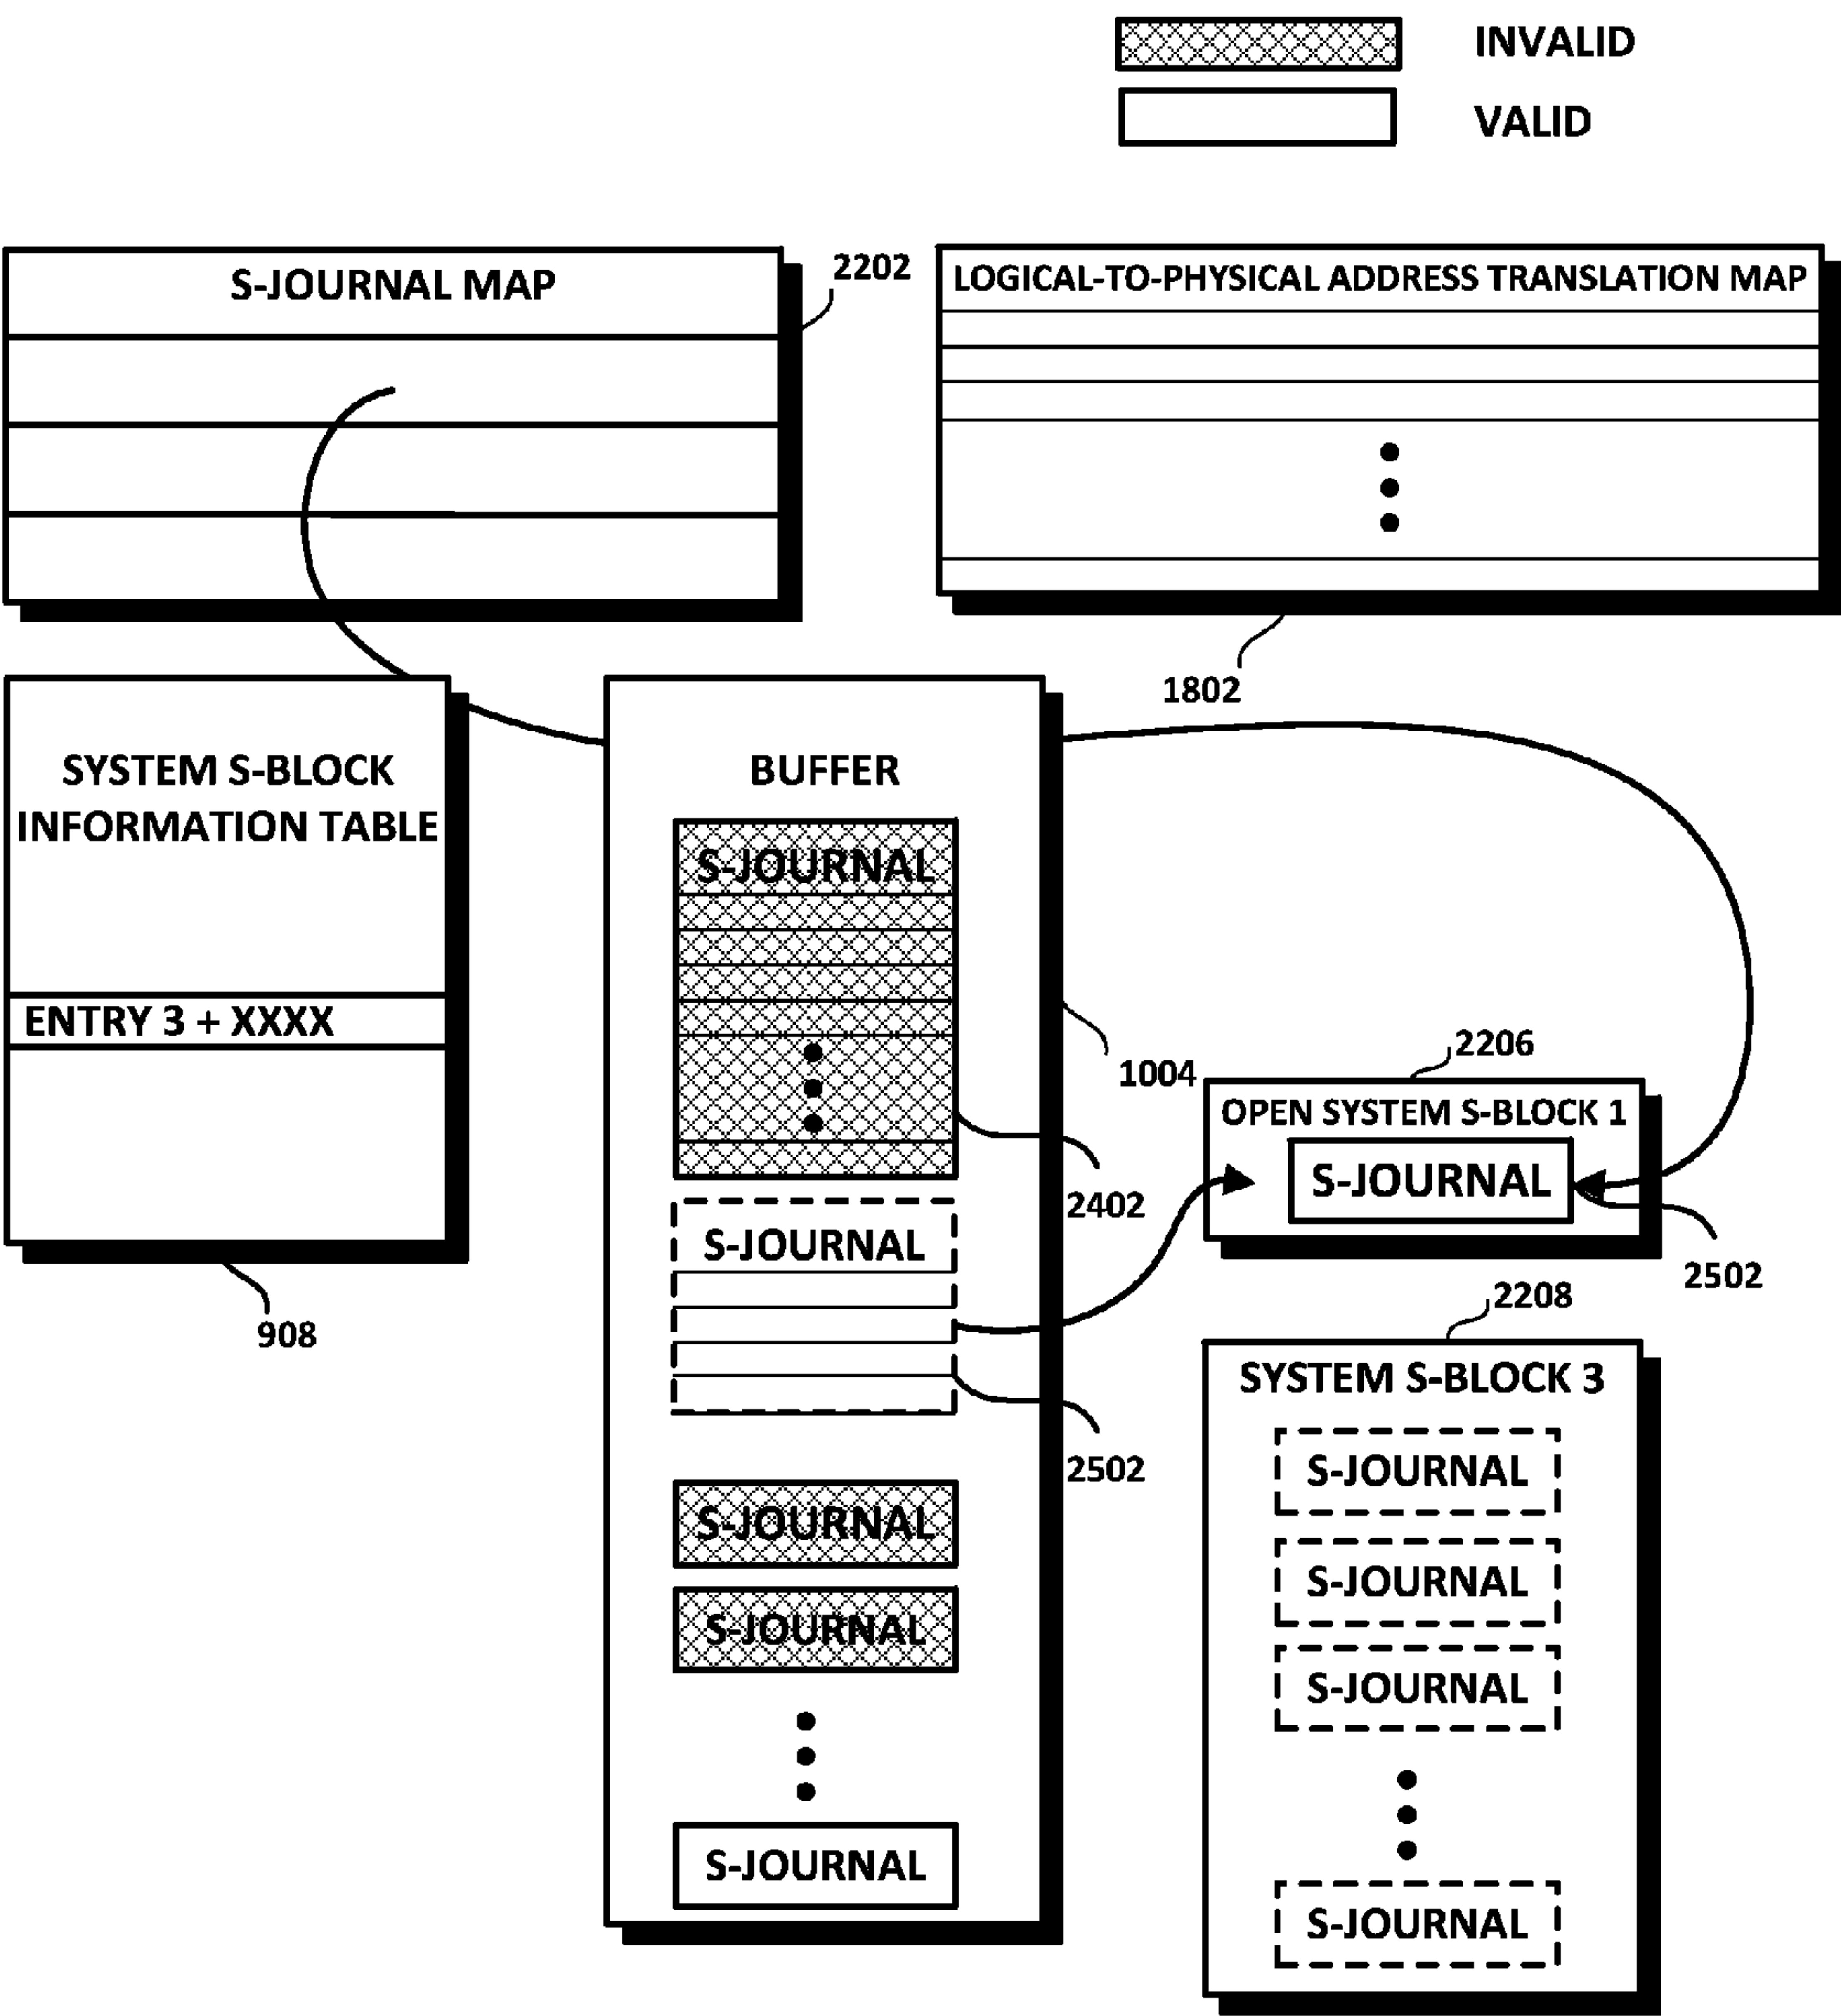 INVALID
VALID
S-JOURNAL MAP
2202
LOGICAL-TO-PHYSICAL ADDRESS TRANSLATION MAP
1802
SYSTEM S-BLOCK
INFORMATION TABLE
ENTRY 3 + XXXX
908
BUFFER
S-JOURNAL
1004
2402
S-JOURNAL
2502
S-JOURNAL
S-JOURNAL
S-JOURNAL
2206
OPEN SYSTEM S-BLOCK 1
S-JOURNAL
2502
2208
SYSTEM S-BLOCK 3
S-JOURNAL
S-JOURNAL
S-JOURNAL
S-JOURNAL